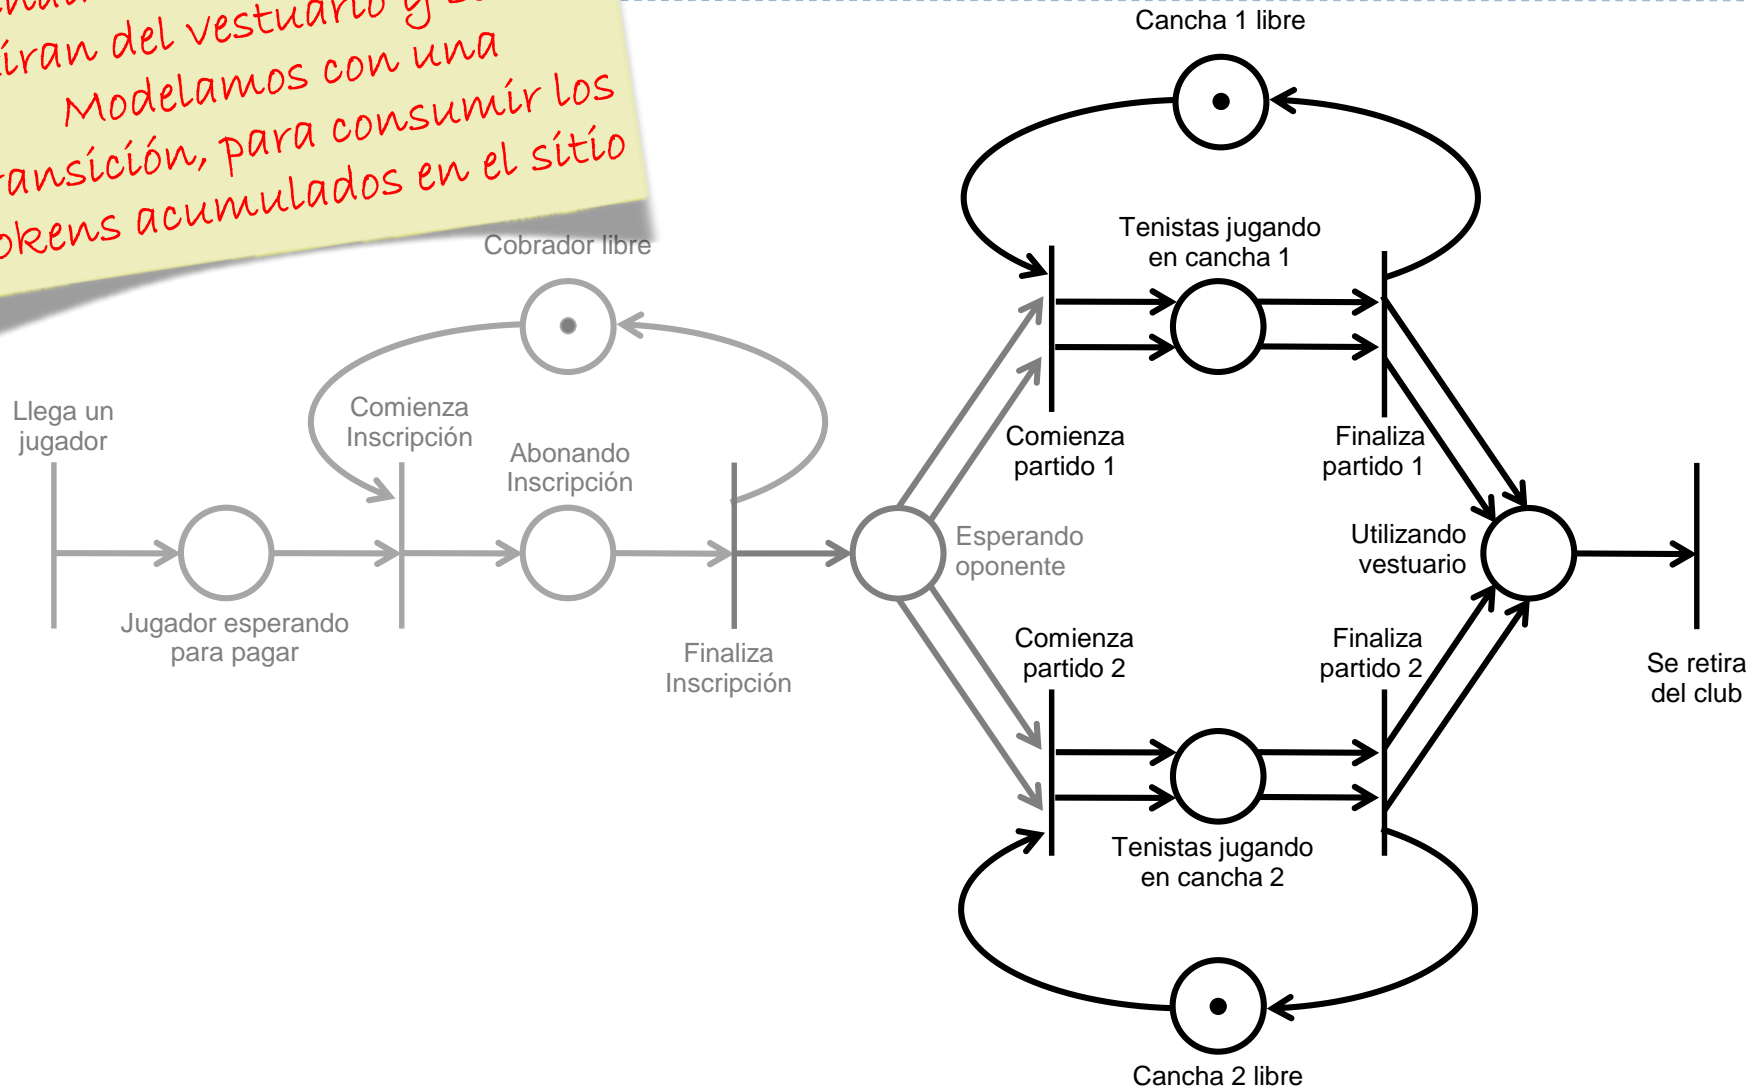 del vestuario y
Modelamos con una
para consumir los
acumulados en el sitio
Cancha 1 libre
Tenistas jugando
en cancha 1
Cobrador libre
Llega un
jugador
Comienza
Inscripción
Abonando
Inscripción
Comienza
partido 1
Finaliza
partido 1
Esperando
oponente
Utilizando
vestuario
Jugador esperando
para pagar
Finaliza
Inscripción
Comienza
partido 2
Finaliza
partido 2
Se retira
del club
Tenistas jugando
en cancha 2
Cancha 2 libre